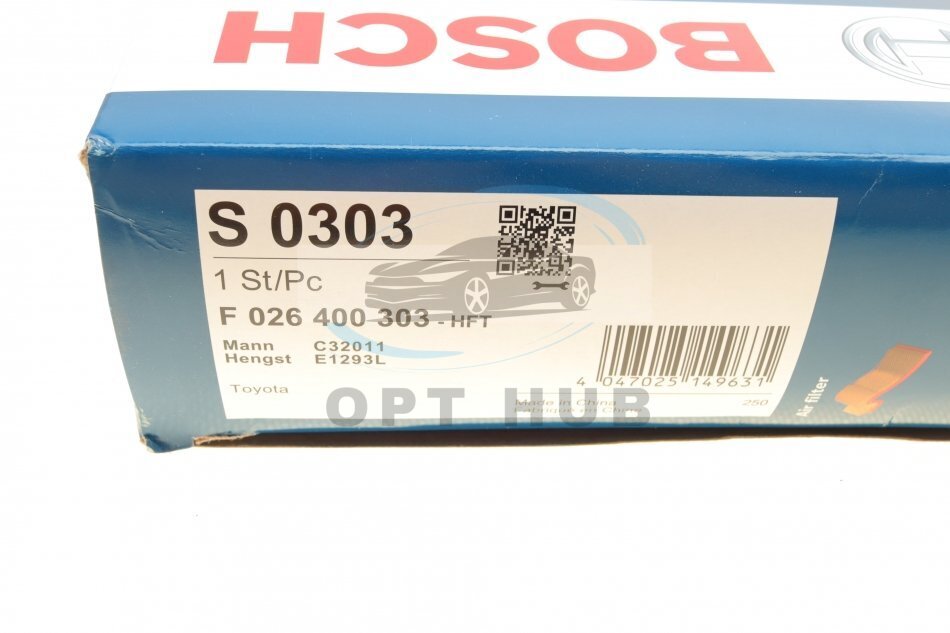 BOSCH
S 0303
1 St/Pc
F 026 400 303 - HFT
Mann C32011
Hengst E1293L
Toyota
4 047025 149631
Made in China 250
Fabriqué en Chine
Air filter
OPT HUB